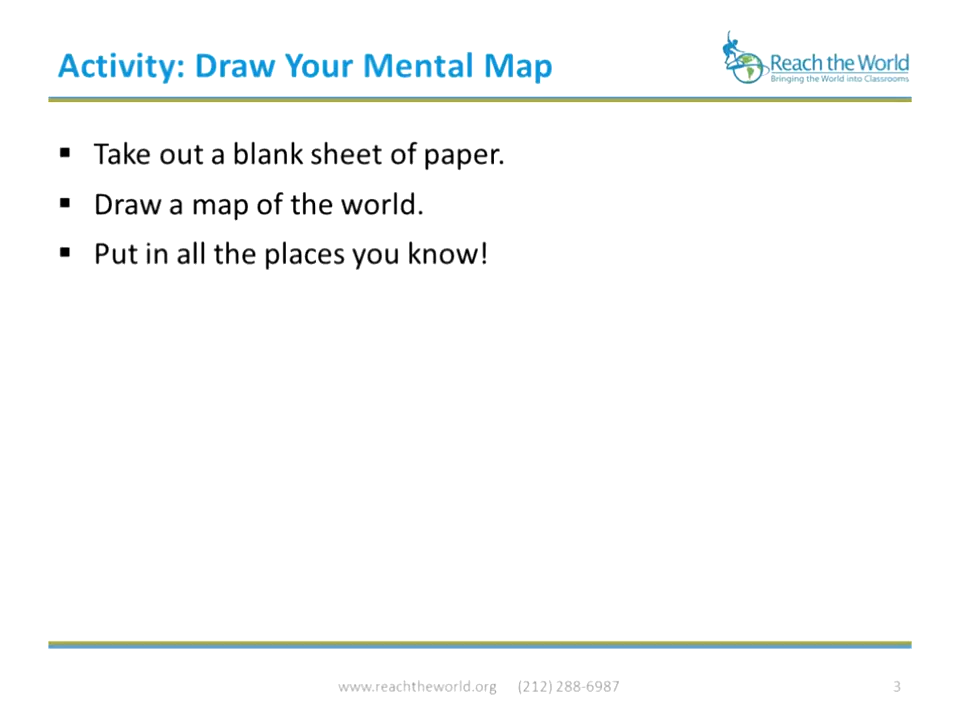 Activity: Draw Your Mental Map
Reach the World
Bringing the World into Classrooms
▪ Take out a blank sheet of paper.
▪ Draw a map of the world.
▪ Put in all the places you know!
www.reachtheworld.org (212) 288-6987
3